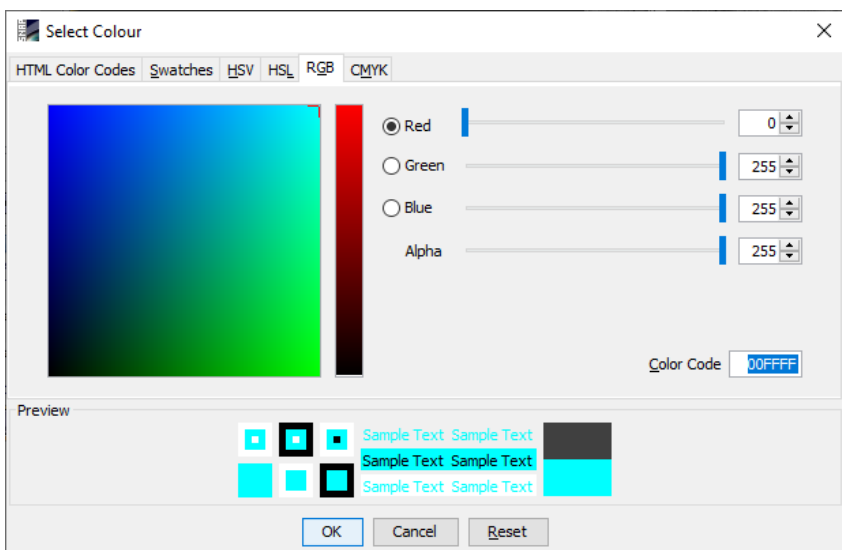 Select Colour
HTML Color Codes Swatches HSV HSL RGB CMYK
Red 0
Green 255
Blue 255
Alpha 255
Color Code 00FFFF
Preview
Sample Text Sample Text
Sample Text Sample Text
Sample Text Sample Text
OK Cancel Reset